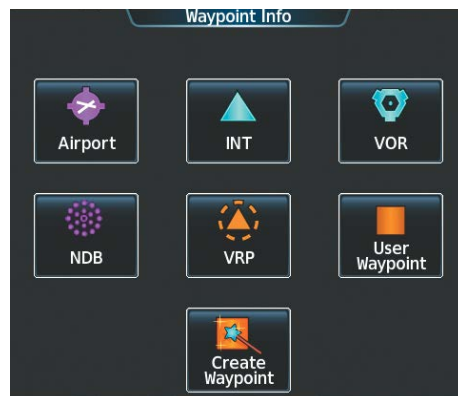 Waypoint Info
Airport
INT
VOR
NDB
VRP
User
Waypoint
Create
Waypoint